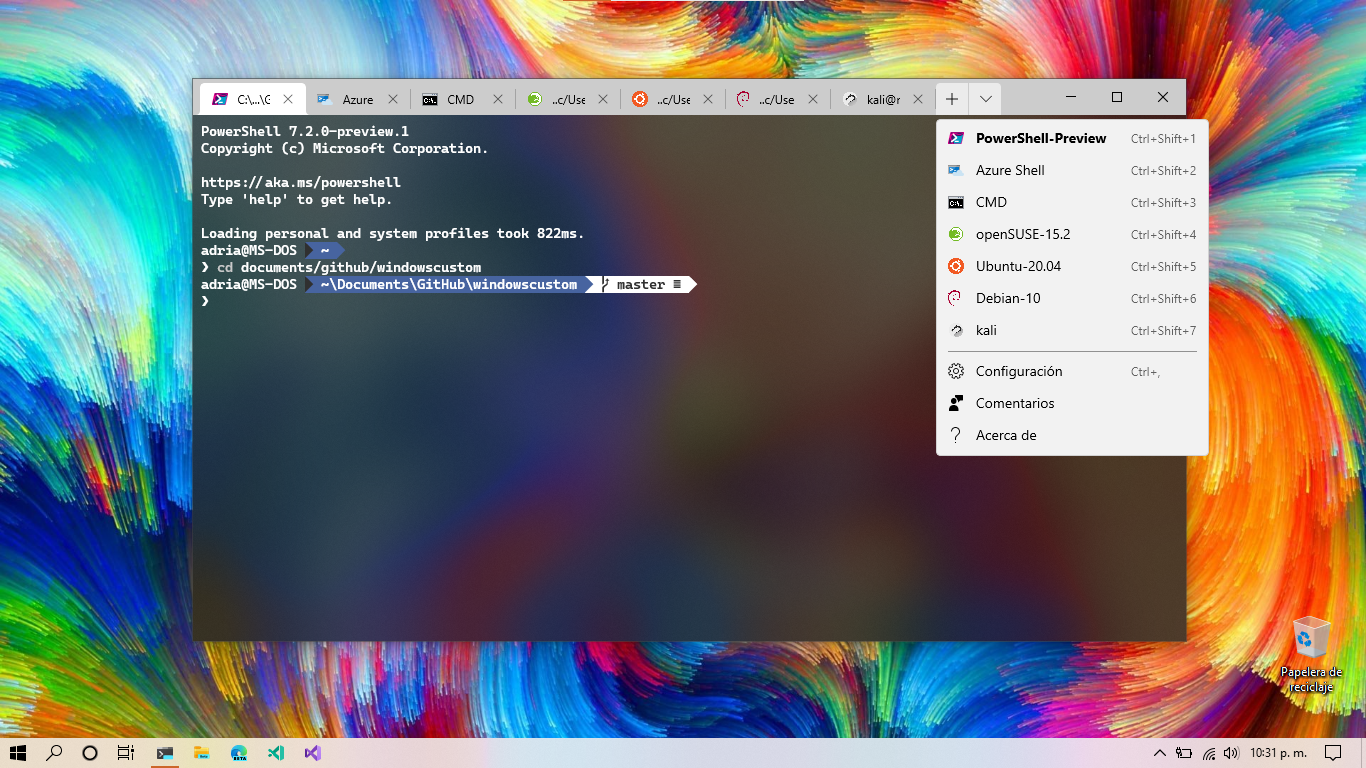 C:\...\G
Azure
CMD
..c/Use
..c/Use
..c/Use
kali@r
PowerShell 7.2.0-preview.1
Copyright (c) Microsoft Corporation.
https://aka.ms/powershell
Type 'help' to get help.
Loading personal and system profiles took 822ms.
adria@MS-DOS ~
❯ cd documents/github/windowscustom
adria@MS-DOS ~\Documents\GitHub\windowscustom master ≡
❯
PowerShell-Preview Ctrl+Shift+1
Azure Shell Ctrl+Shift+2
CMD Ctrl+Shift+3
openSUSE-15.2 Ctrl+Shift+4
Ubuntu-20.04 Ctrl+Shift+5
Debian-10 Ctrl+Shift+6
kali Ctrl+Shift+7
Configuración Ctrl+,
Comentarios
Acerca de
Papelera de
reciclaje
10:31 p. m.